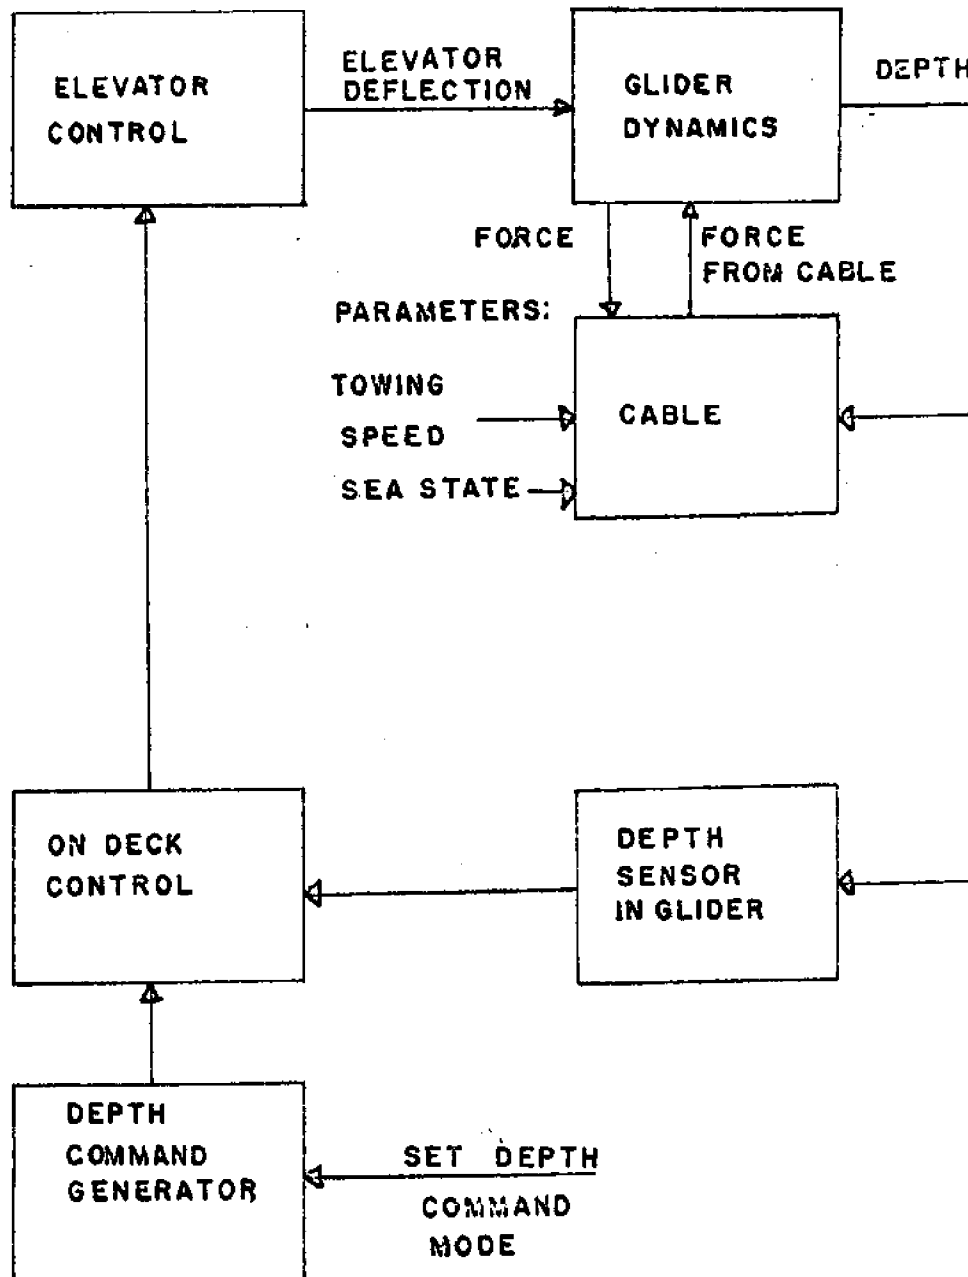 ELEVATOR
CONTROL
ELEVATOR
DEFLECTION
GLIDER
DYNAMICS
DEPTH
FORCE
FORCE
FROM CABLE
PARAMETERS:
TOWING
SPEED
SEA STATE
CABLE
ON DECK
CONTROL
DEPTH
SENSOR
IN GLIDER
DEPTH
COMMAND
GENERATOR
SET DEPTH
COMMAND
MODE